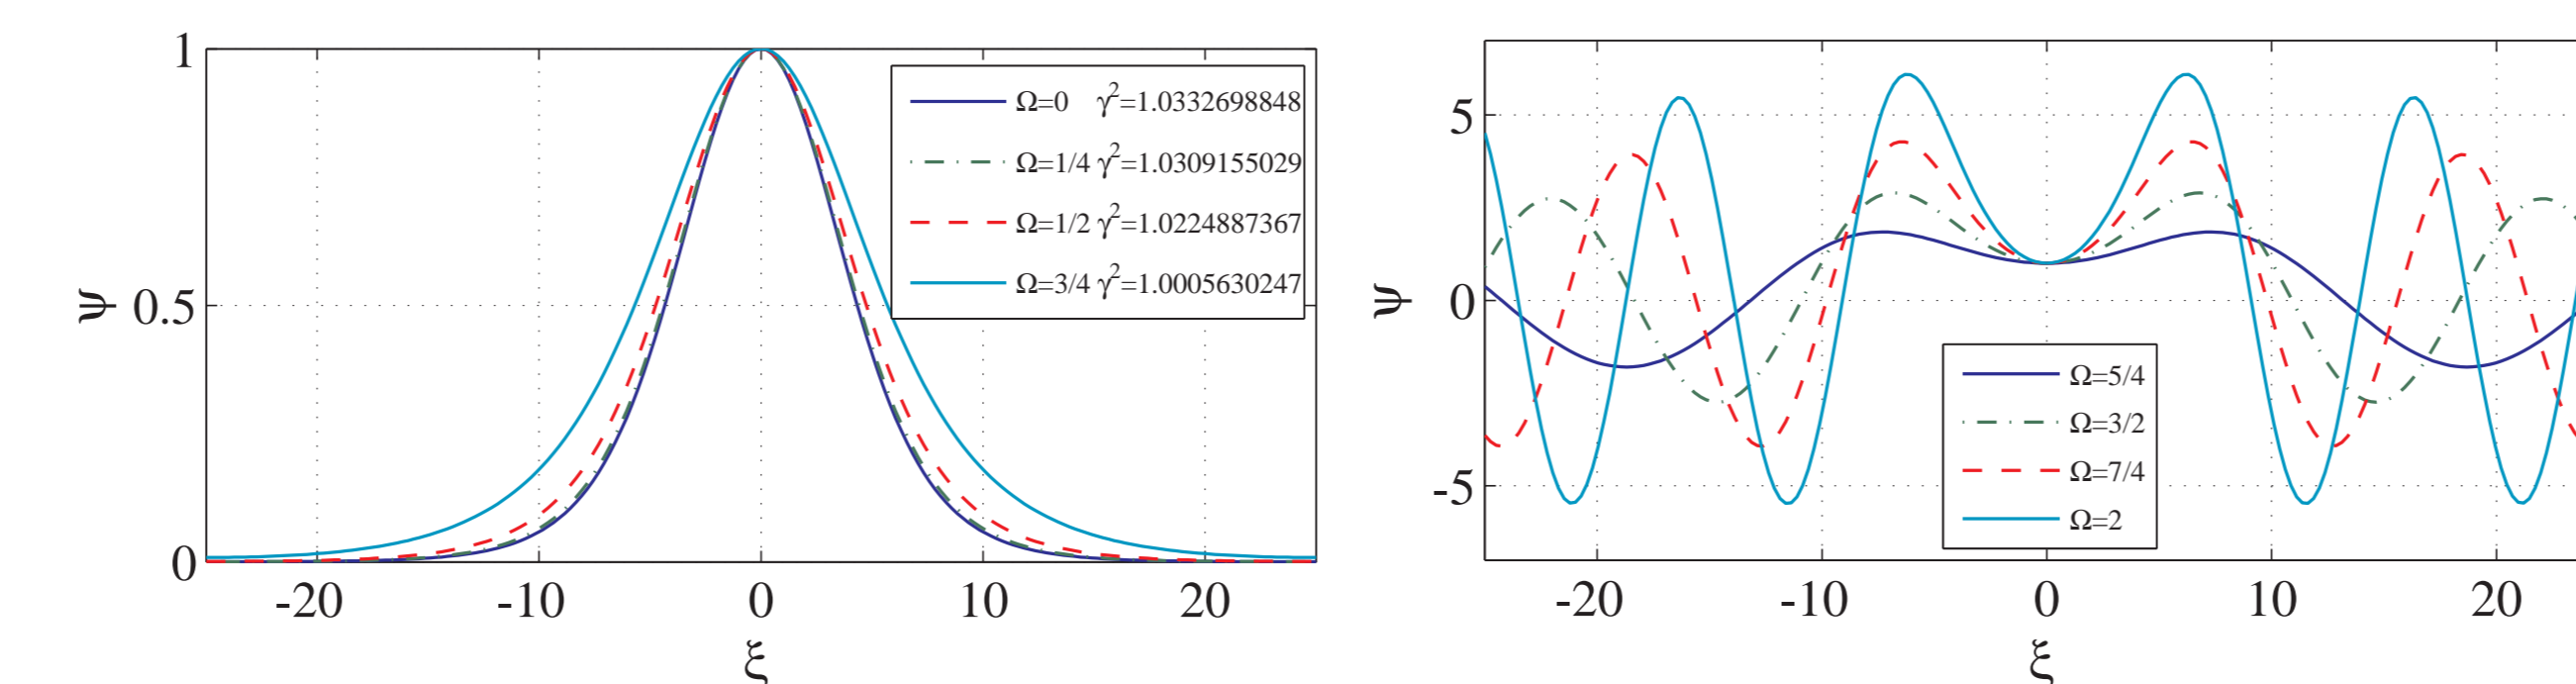 1
0.5
0
ψ
-20 -10 0 10 20
ξ
Ω=0 γ²=1.0332698848
Ω=1/4 γ²=1.0309155029
Ω=1/2 γ²=1.0224887367
Ω=3/4 γ²=1.0005630247
5
0
-5
ψ
-20 -10 0 10 20
ξ
Ω=5/4
Ω=3/2
Ω=7/4
Ω=2